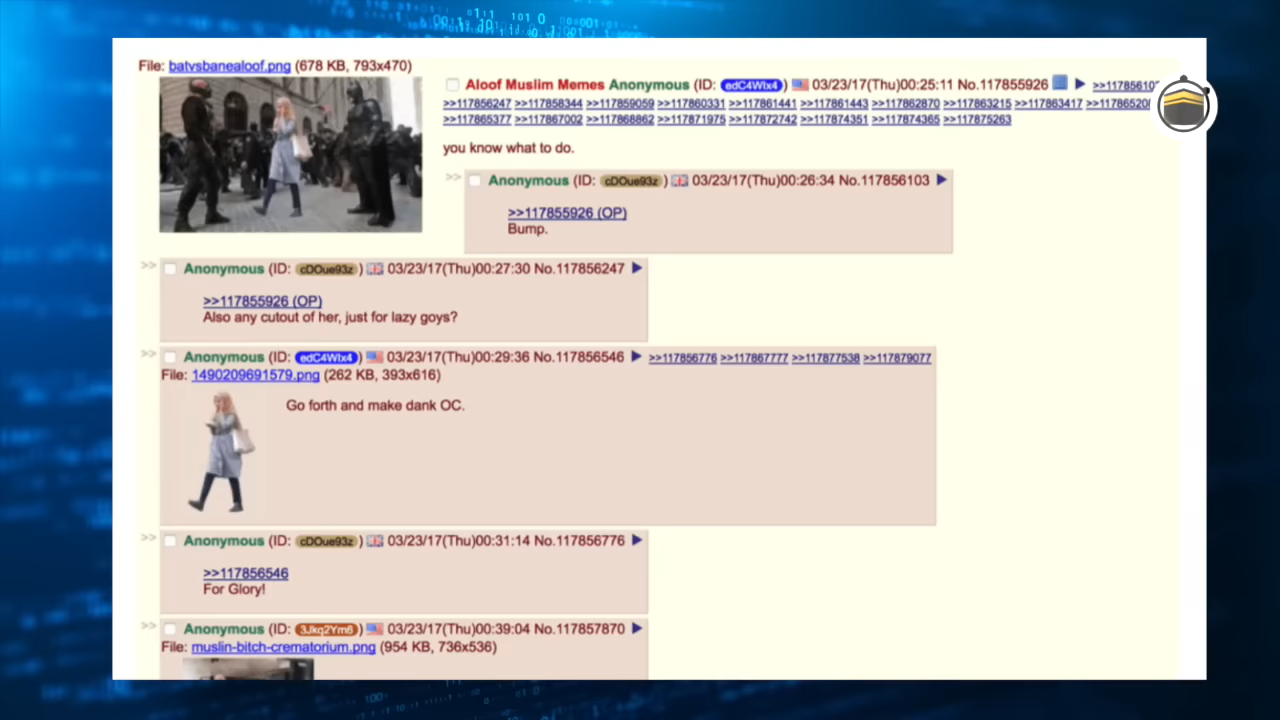 File: batvsbanealoof.png (678 KB, 793x470)
Aloof Muslim Memes Anonymous (ID: edC4WIx4) 03/23/17(Thu)00:25:11 No.117855926
>>117856247 >>117858344 >>117859059 >>117860331 >>117861441 >>117861443 >>117862870 >>117863215 >>117863417
>>117865377 >>117867002 >>117868862 >>117871975 >>117872742 >>117874351 >>117874365 >>117875263
you know what to do.
>> Anonymous (ID: cDOue93z) 03/23/17(Thu)00:26:34 No.117856103
>>117855926 (OP)
Bump.
>> Anonymous (ID: cDOue93z) 03/23/17(Thu)00:27:30 No.117856247
>>117855926 (OP)
Also any cutout of her, just for lazy goys?
>> Anonymous (ID: edC4WIx4) 03/23/17(Thu)00:29:36 No.117856546 >>117856776 >>117867777 >>117877538 >>117879077
File: 1490209691579.png (262 KB, 393x616)
Go forth and make dank OC.
>> Anonymous (ID: cDOue93z) 03/23/17(Thu)00:31:14 No.117856776
>>117856546
For Glory!
>> Anonymous (ID: 3Jkq2Ym6) 03/23/17(Thu)00:39:04 No.117857870
File: muslin-bitch-crematorium.png (954 KB, 736x536)